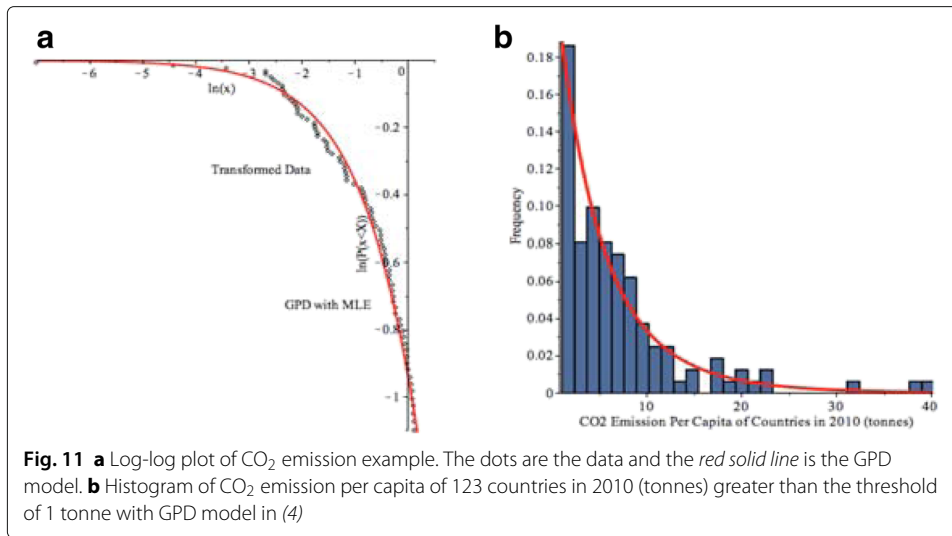 a
-6
-5
-4
-3
-2
-1
0
ln(x)
-0.2
Transformed Data
-0.4
ln(P(x<X))
-0.6
GPD with MLE
-0.8
-1
b
0.18
0.16
0.14
0.12
0.10
0.08
0.06
0.04
0.02
0
Frequency
10
20
30
40
CO2 Emission Per Capita of Countries in 2010 (tonnes)
Fig. 11 a Log-log plot of CO₂ emission example. The dots are the data and the red solid line is the GPD
model. b Histogram of CO₂ emission per capita of 123 countries in 2010 (tonnes) greater than the threshold
of 1 tonne with GPD model in (4)